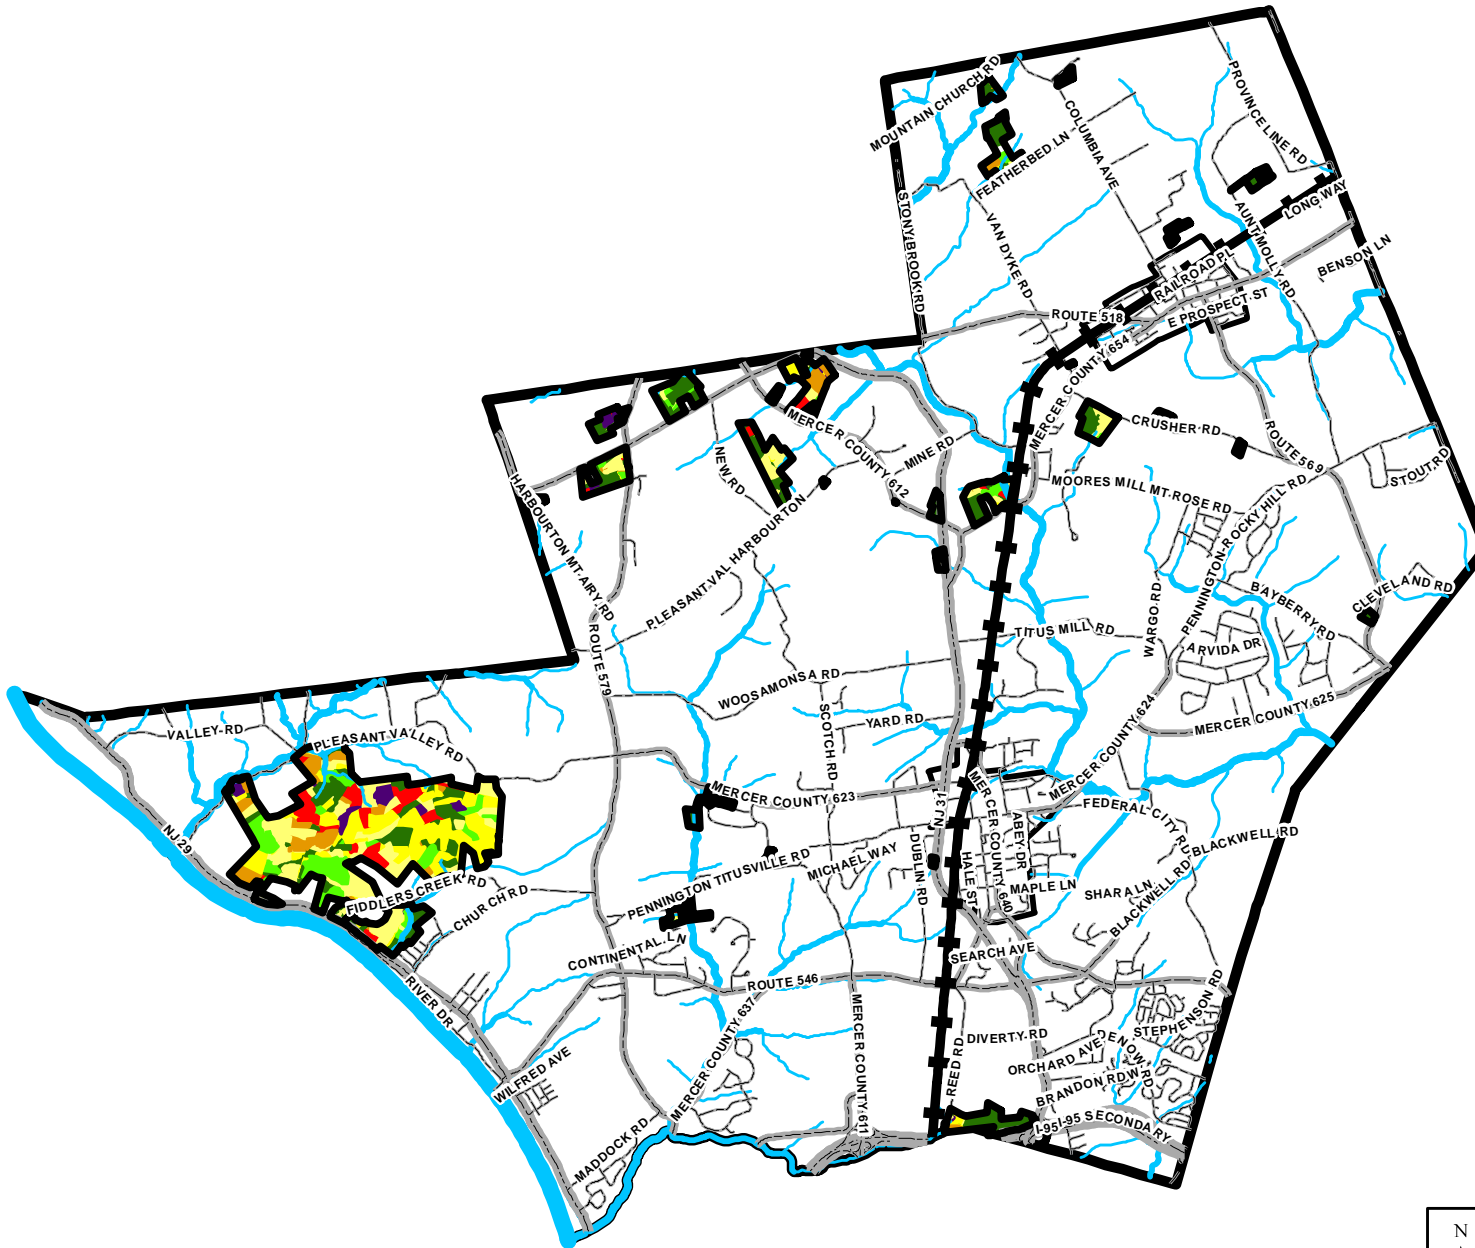 MOUNTAIN CHURCH RD
PROVINCE LINE RD
COLUMBIA AVE
FEATHERBED LN
STONY BROOK RD
VAN DYKE RD
AUNT MOLLY RD
LONG WAY
BENSON LN
RAILROAD PL
E PROSPECT ST
ROUTE 518
MERCER COUNTY 654
CRUSHER RD
ROUTE 569
STOUT RD
MERCER COUNTY 612
MINE RD
NEW RD
MOORES MILL MT ROSE RD
PENNINGTON-ROCKY HILL RD
HARBOURTON MT AIRY RD
PLEASANT VAL HARBOURTON
WARGO RD
BAYBERRY RD
CLEVELAND RD
TITUS MILL RD
ARVIDA DR
ROUTE 579
WOOSAMONSA RD
SCOTCH RD
YARD RD
MERCER COUNTY 624
MERCER COUNTY 625
VALLEY RD
PLEASANT VALLEY RD
MERCER COUNTY 623
NJ 31
MERCER COUNTY 640
ABEY DR
FEDERAL CITY RD
BLACKWELL RD
NJ 29
DUBLIN RD
HALE ST
MICHAEL WAY
PENNINGTON TITUSVILLE RD
MAPLE LN
SHARA LN
BLACKWELL RD
FIDDLERS CREEK RD
CHURCH RD
CONTINENTAL LN
SEARCH AVE
ROUTE 546
RIVER DR
MERCER COUNTY 637
MERCER COUNTY 611
REED RD
DIVERTY RD
DENOW RD
STEPHENSON RD
ORCHARD AVE
BRANDON RD W
WILFRED AVE
MADDOCK RD
I-95
I-95 SECONDARY
N